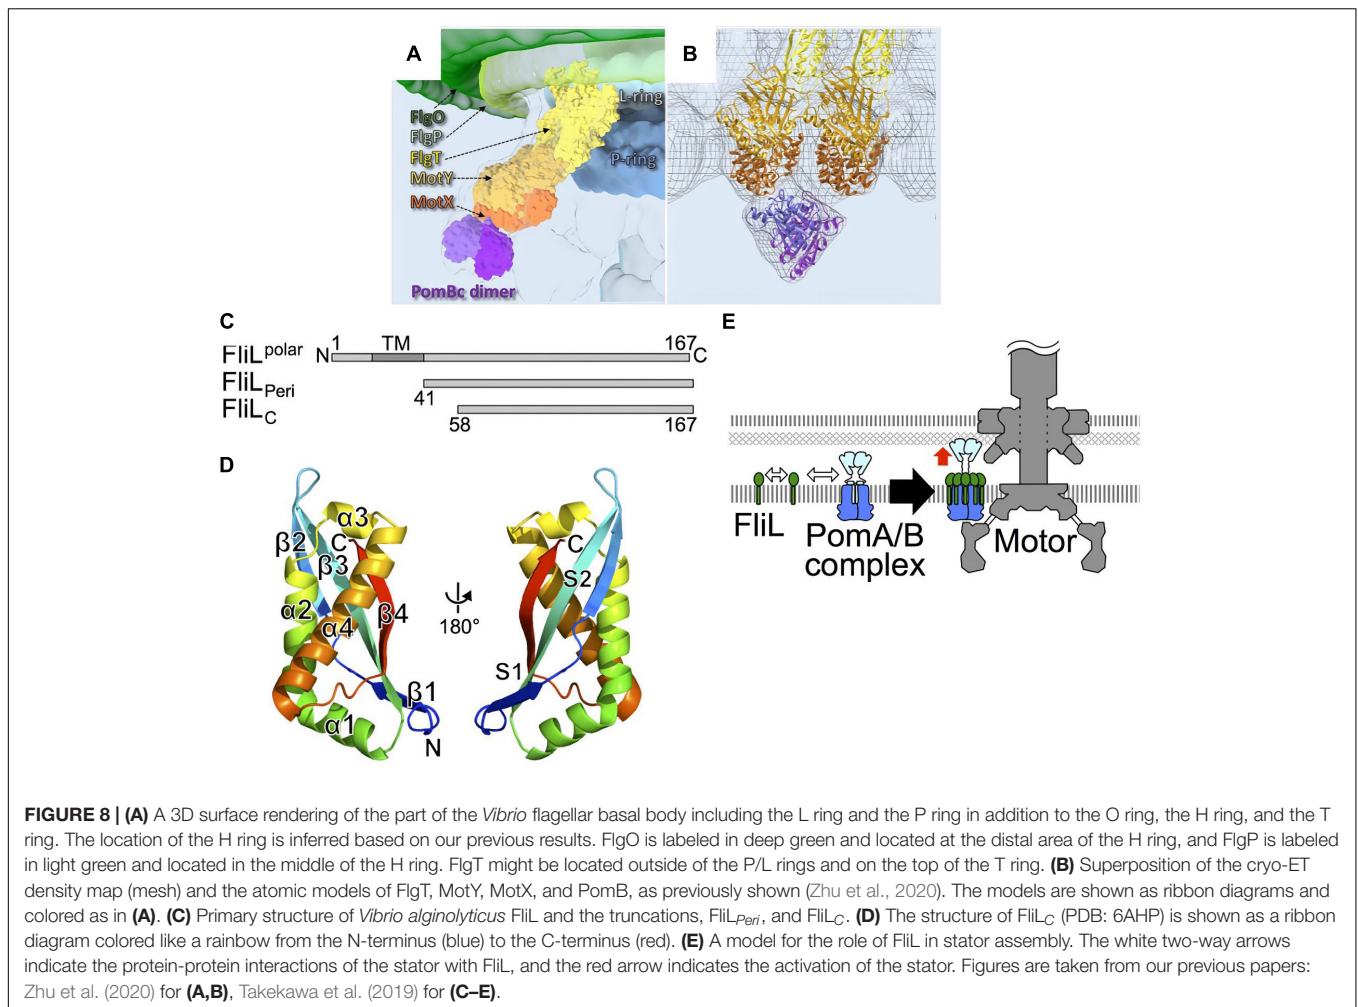 A
FlgO
FlgP
FlgT
MotY
MotX
PomBc dimer
L-ring
P-ring
B
C
FliLpolar N 1 TM 167 C
FliLPeri
41
FliLC
58 167
D
α3
C
β2
β3
α2
α4
β4
β1
α1
N
180°
C
S2
S1
E
FliL
PomA/B
complex
Motor
FIGURE 8 | (A) A 3D surface rendering of the part of the Vibrio flagellar basal body including the L ring and the P ring in addition to the O ring, the H ring, and the T
ring. The location of the H ring is inferred based on our previous results. FlgO is labeled in deep green and located at the distal area of the H ring, and FlgP is labeled
in light green and located in the middle of the H ring. FlgT might be located outside of the P/L rings and on the top of the T ring. (B) Superposition of the cryo-ET
density map (mesh) and the atomic models of FlgT, MotY, MotX, and PomB, as previously shown (Zhu et al., 2020). The models are shown as ribbon diagrams and
colored as in (A). (C) Primary structure of Vibrio alginolyticus FliL and the truncations, FliLPeri, and FliLC. (D) The structure of FliLC (PDB: 6AHP) is shown as a ribbon
diagram colored like a rainbow from the N-terminus (blue) to the C-terminus (red). (E) A model for the role of FliL in stator assembly. The white two-way arrows
indicate the protein-protein interactions of the stator with FliL, and the red arrow indicates the activation of the stator. Figures are taken from our previous papers:
Zhu et al. (2020) for (A,B), Takekawa et al. (2019) for (C–E).